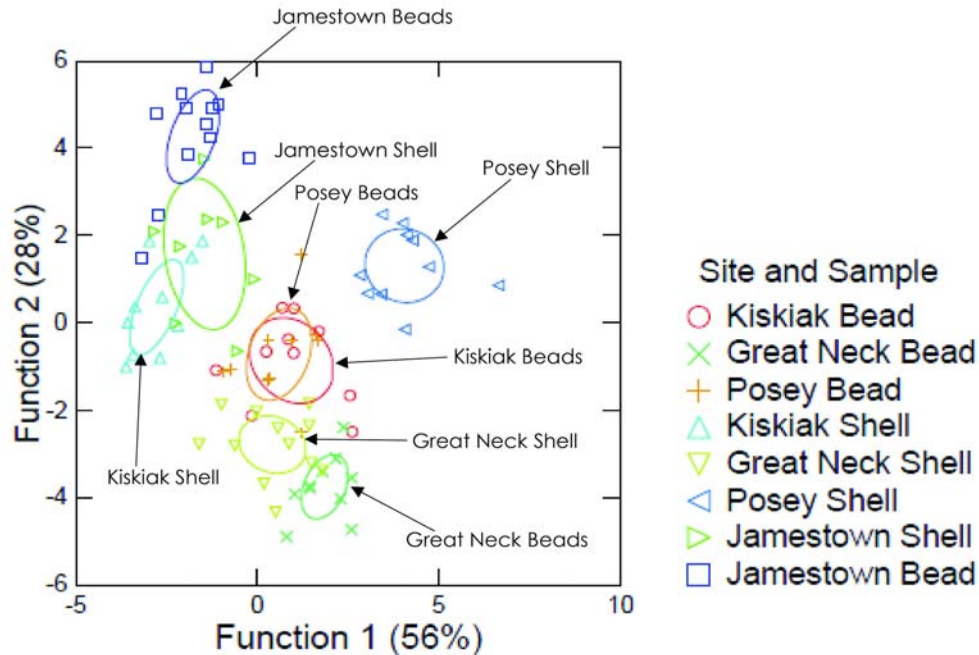 Jamestown Beads
Jamestown Shell
Posey Beads
Posey Shell
Kiskiak Beads
Great Neck Shell
Kiskiak Shell
Great Neck Beads
6
4
2
0
-2
-4
-6
-5
0
5
10
Function 2 (28%)
Function 1 (56%)
Site and Sample
Kiskiak Bead
Great Neck Bead
Posey Bead
Kiskiak Shell
Great Neck Shell
Posey Shell
Jamestown Shell
Jamestown Bead